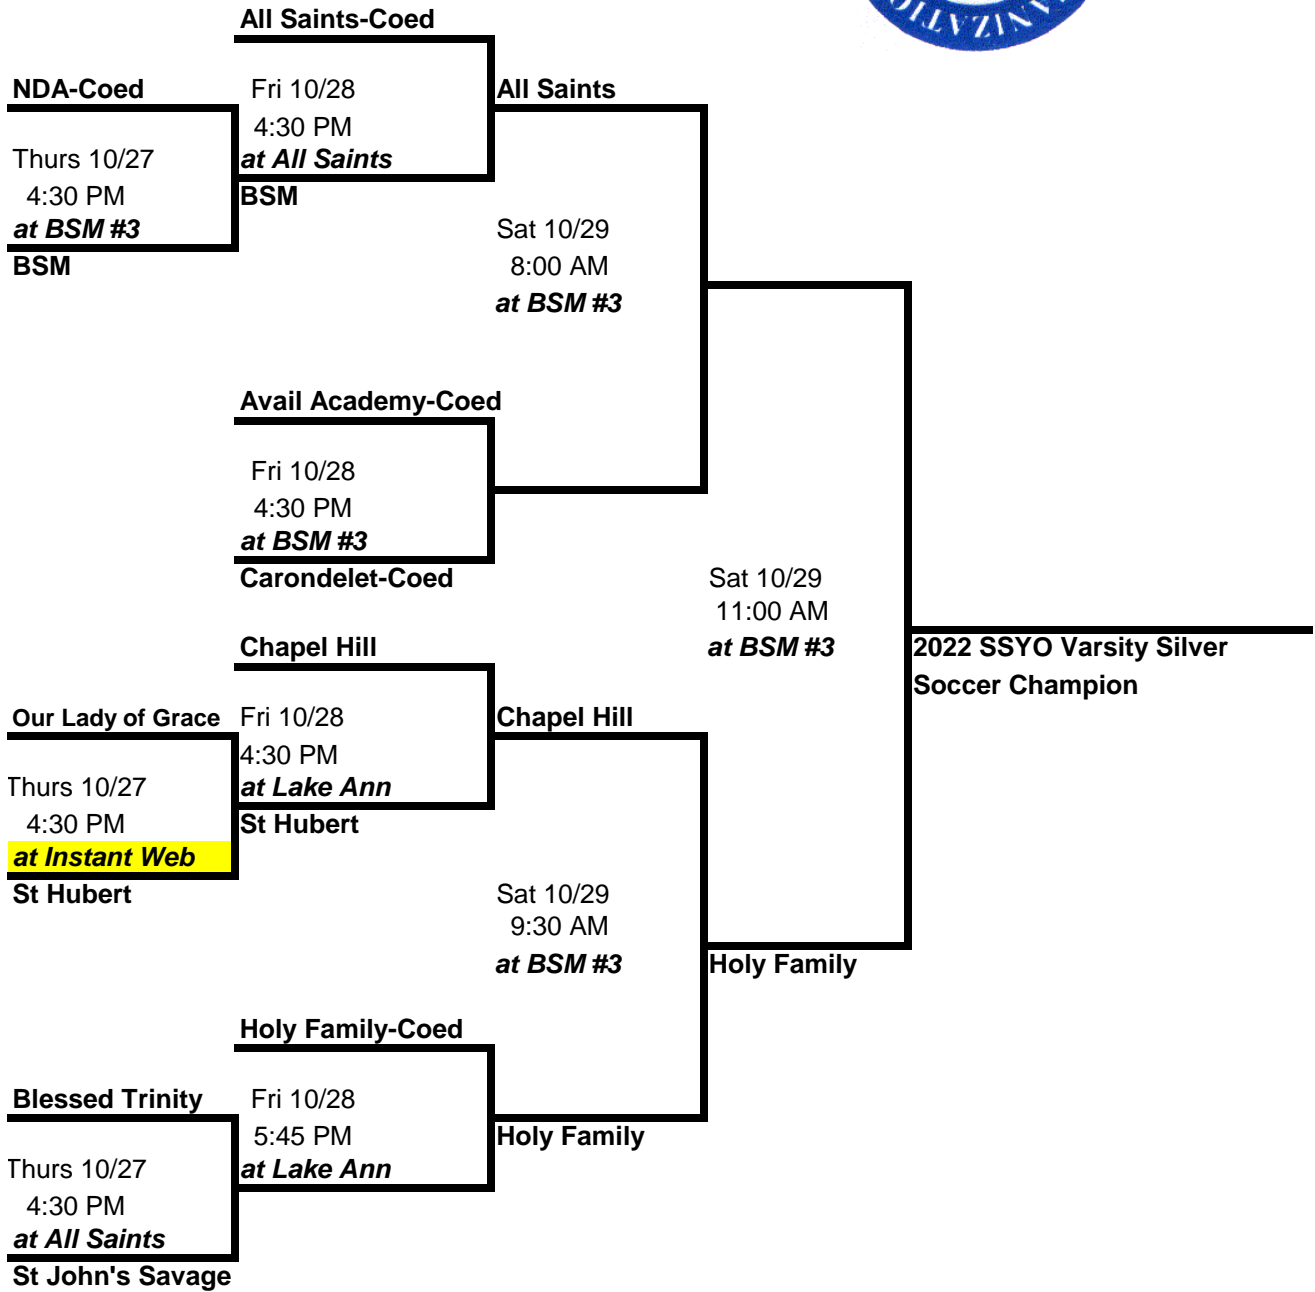 ANIZATIO
All Saints-Coed
NDA-Coed
Fri 10/28
All Saints
4:30 PM
Thurs 10/27
at All Saints
4:30 PM
BSM
at BSM #3
Sat 10/29
BSM
8:00 AM
at BSM #3
Avail Academy-Coed
Fri 10/28
4:30 PM
at BSM #3
Carondelet-Coed
Sat 10/29
11:00 AM
Chapel Hill
at BSM #3
2022 SSYO Varsity Silver
Soccer Champion
Our Lady of Grace
Fri 10/28
Chapel Hill
4:30 PM
Thurs 10/27
at Lake Ann
4:30 PM
St Hubert
at Instant Web
St Hubert
Sat 10/29
9:30 AM
at BSM #3
Holy Family
Holy Family-Coed
Blessed Trinity
Fri 10/28
5:45 PM
Holy Family
Thurs 10/27
at Lake Ann
4:30 PM
at All Saints
St John's Savage